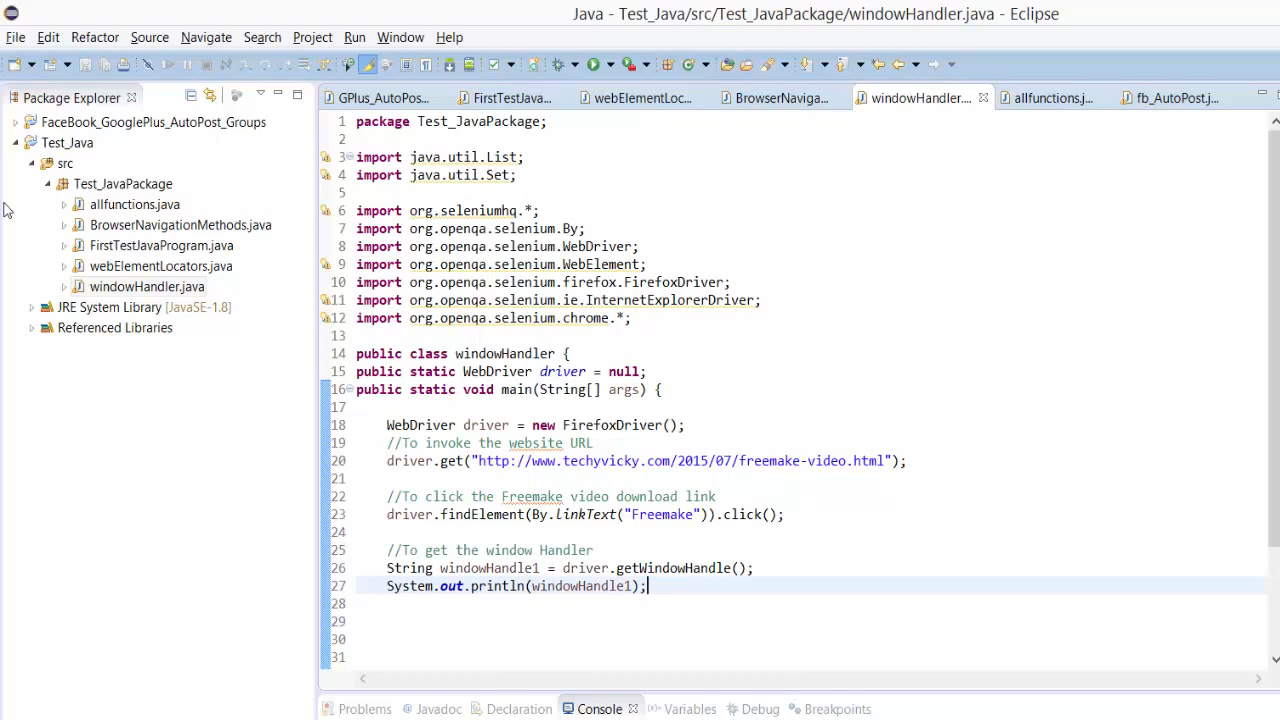 Java - Test_Java/src/Test_JavaPackage/windowHandler.java - Eclipse
File Edit Refactor Source Navigate Search Project Run Window Help
Package Explorer
FaceBook_GooglePlus_AutoPost_Groups
Test_Java
src
Test_JavaPackage
allfunctions.java
BrowserNavigationMethods.java
FirstTestJavaProgram.java
webElementLocators.java
windowHandler.java
JRE System Library [JavaSE-1.8]
Referenced Libraries
GPlus_AutoPos... FirstTestJava... webElementLoc... BrowserNaviga... windowHandler.... allfunctions.j... fb_AutoPost.j...
1 package Test_JavaPackage;
2
3 import java.util.List;
4 import java.util.Set;
5
6 import org.seleniumhq.*;
7 import org.openqa.selenium.By;
8 import org.openqa.selenium.WebDriver;
9 import org.openqa.selenium.WebElement;
10 import org.openqa.selenium.firefox.FirefoxDriver;
11 import org.openqa.selenium.ie.InternetExplorerDriver;
12 import org.openqa.selenium.chrome.*;
13
14 public class windowHandler {
15 public static WebDriver driver = null;
16 public static void main(String[] args) {
17
18 WebDriver driver = new FirefoxDriver();
19 //To invoke the website URL
20 driver.get("http://www.techyvicky.com/2015/07/freemake-video.html");
21
22 //To click the Freemake video download link
23 driver.findElement(By.linkText("Freemake")).click();
24
25 //To get the window Handler
26 String windowHandle1 = driver.getWindowHandle();
27 System.out.println(windowHandle1);
28
29
30
31
Problems Javadoc Declaration Console Variables Debug Breakpoints